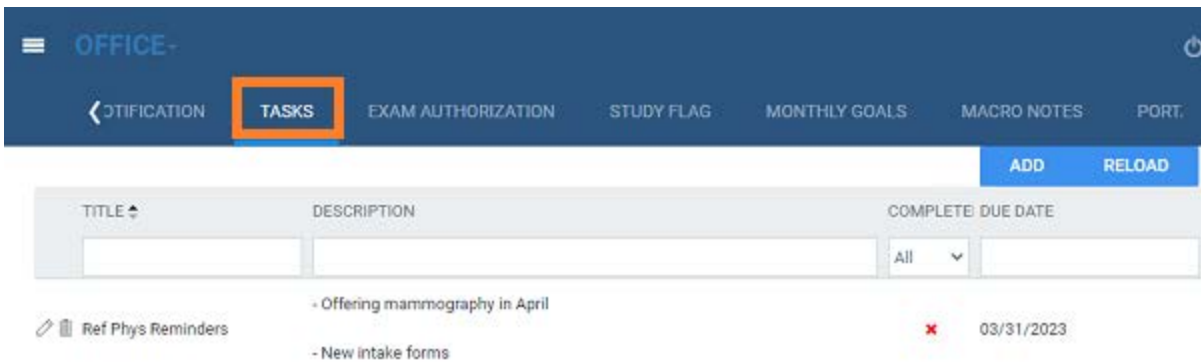 OFFICE
OTIFICATION TASKS EXAM AUTHORIZATION STUDY FLAG MONTHLY GOALS MACRO NOTES PORT.
ADD RELOAD
TITLE DESCRIPTION COMPLETE DUE DATE
All
- Offering mammography in April
Ref Phys Reminders 03/31/2023
- New intake forms